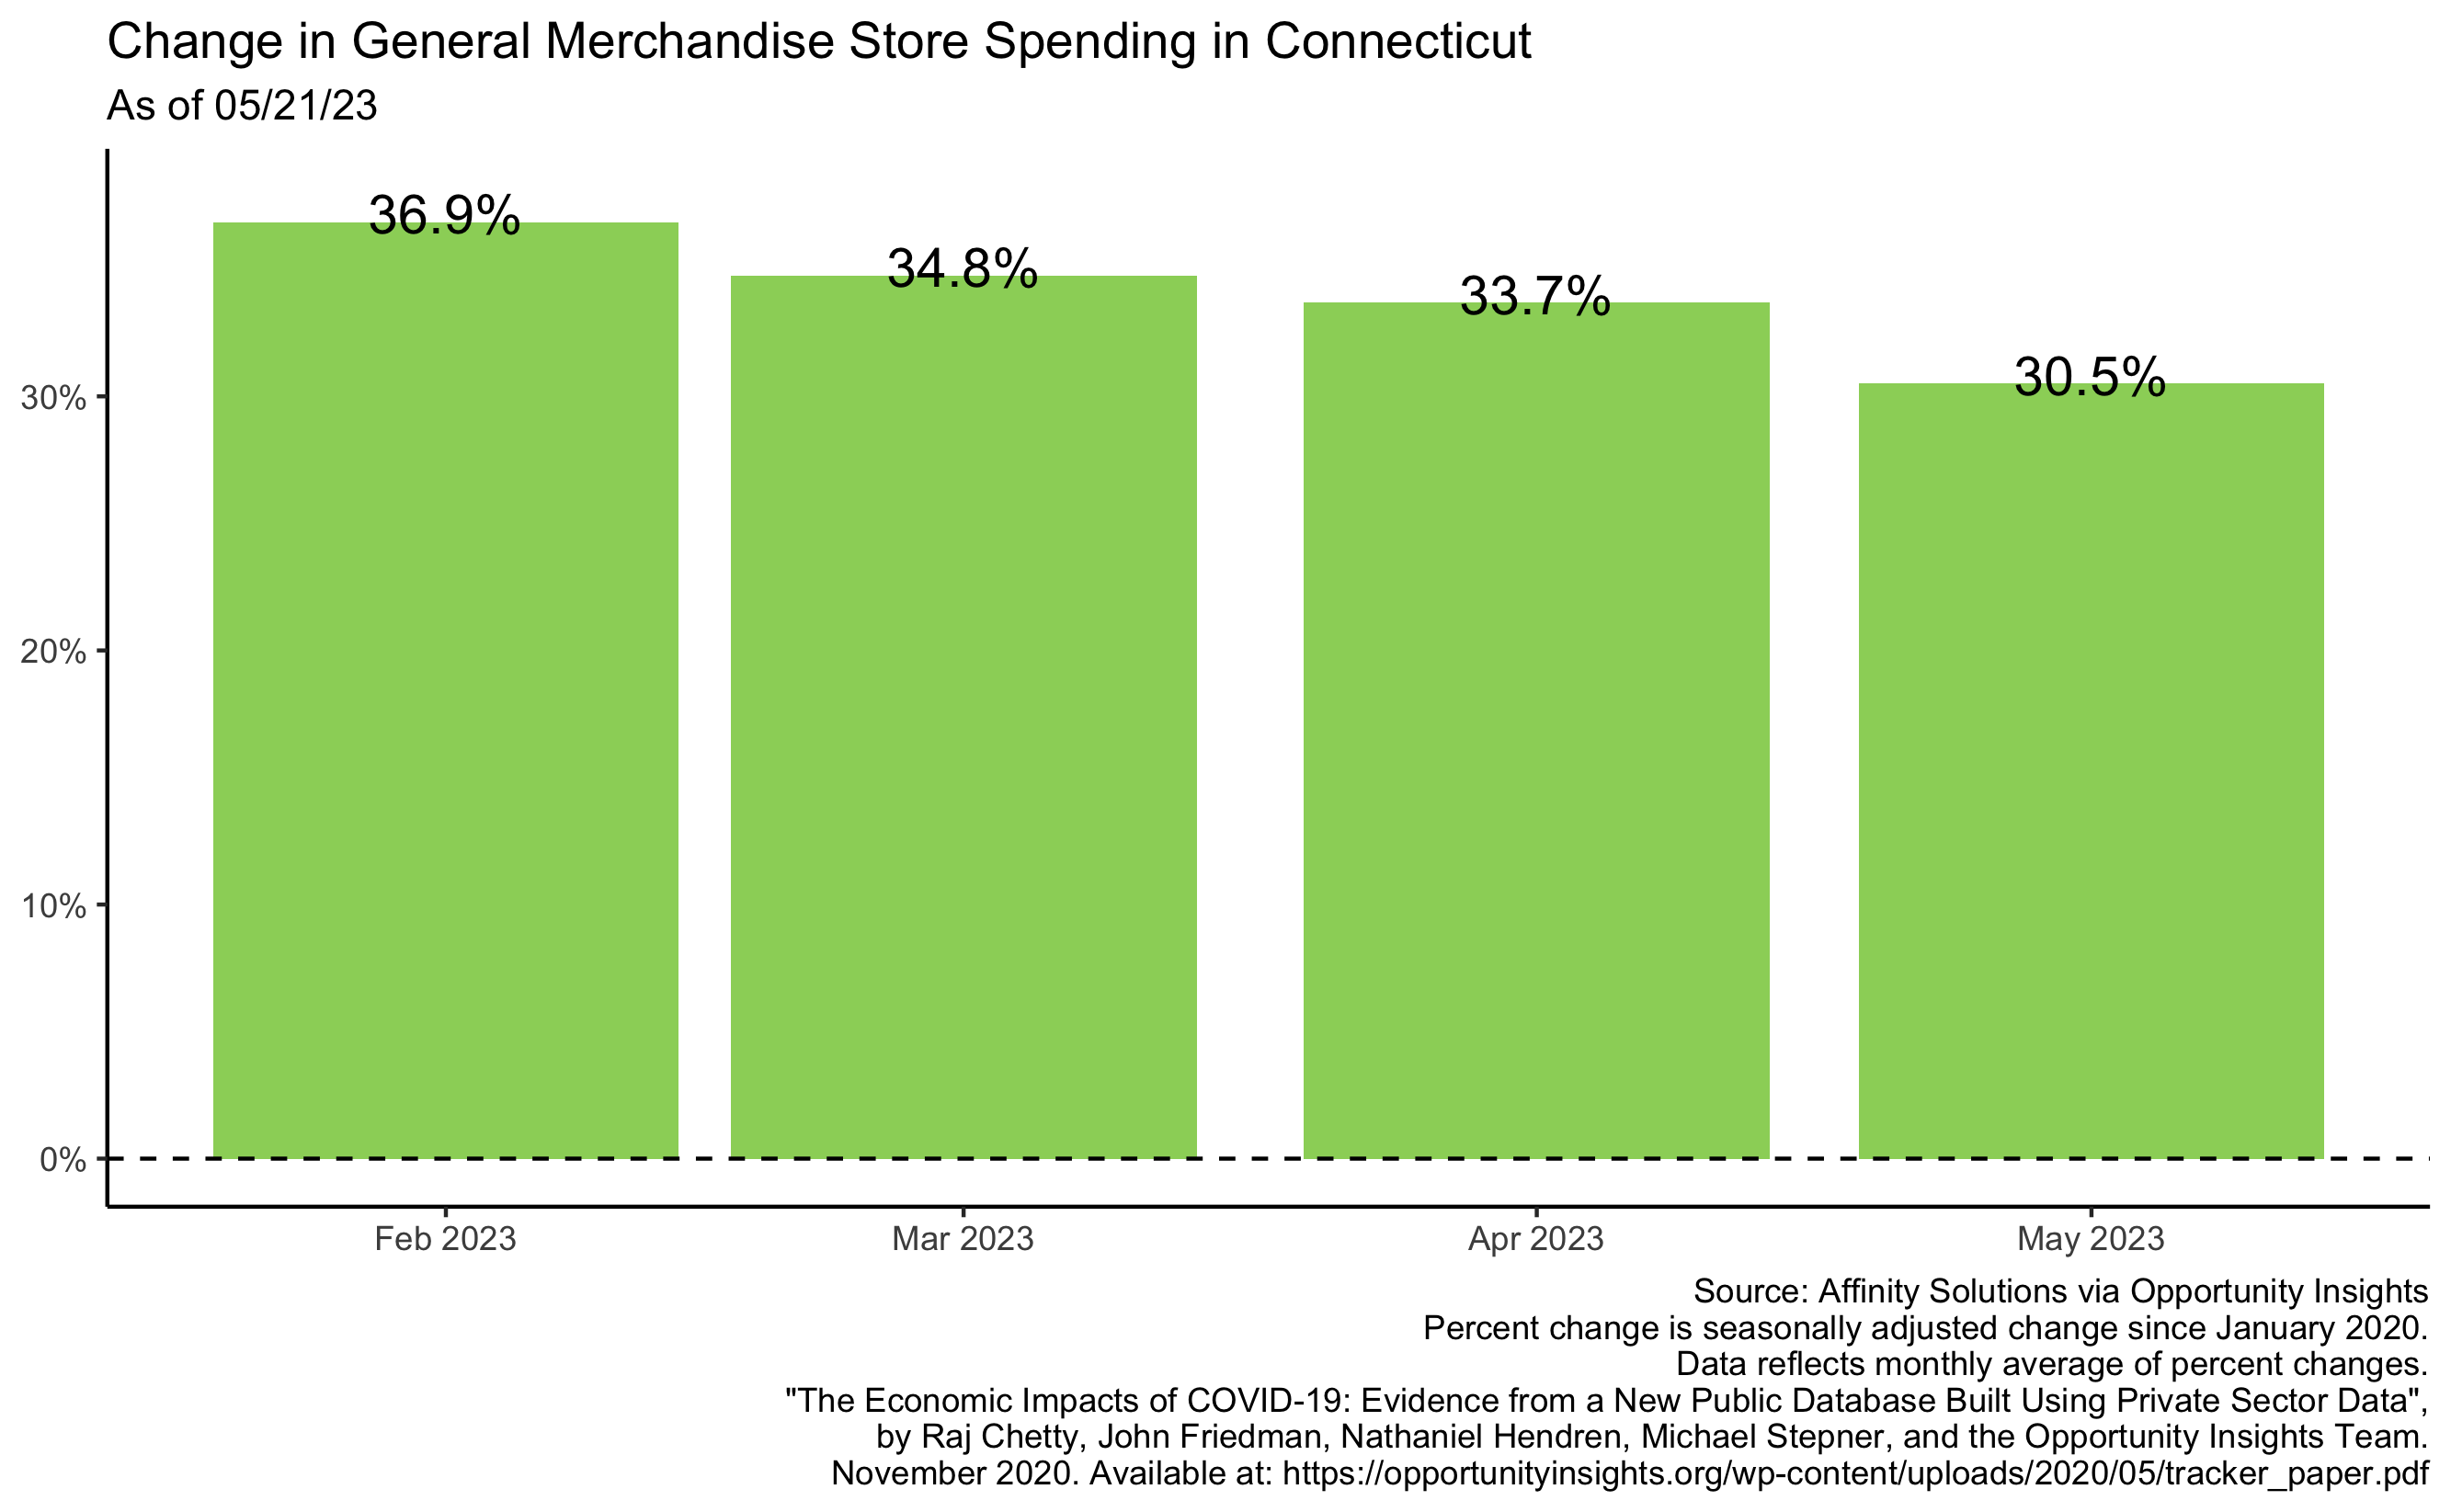 Change in General Merchandise Store Spending in Connecticut
As of 05/21/23
36.9%
34.8%
33.7%
30.5%
30%
20%
10%
0%
Feb 2023
Mar 2023
Apr 2023
May 2023
Source: Affinity Solutions via Opportunity Insights
Percent change is seasonally adjusted change since January 2020.
Data reflects monthly average of percent changes.
"The Economic Impacts of COVID-19: Evidence from a New Public Database Built Using Private Sector Data",
by Raj Chetty, John Friedman, Nathaniel Hendren, Michael Stepner, and the Opportunity Insights Team.
November 2020. Available at: https://opportunityinsights.org/wp-content/uploads/2020/05/tracker_paper.pdf